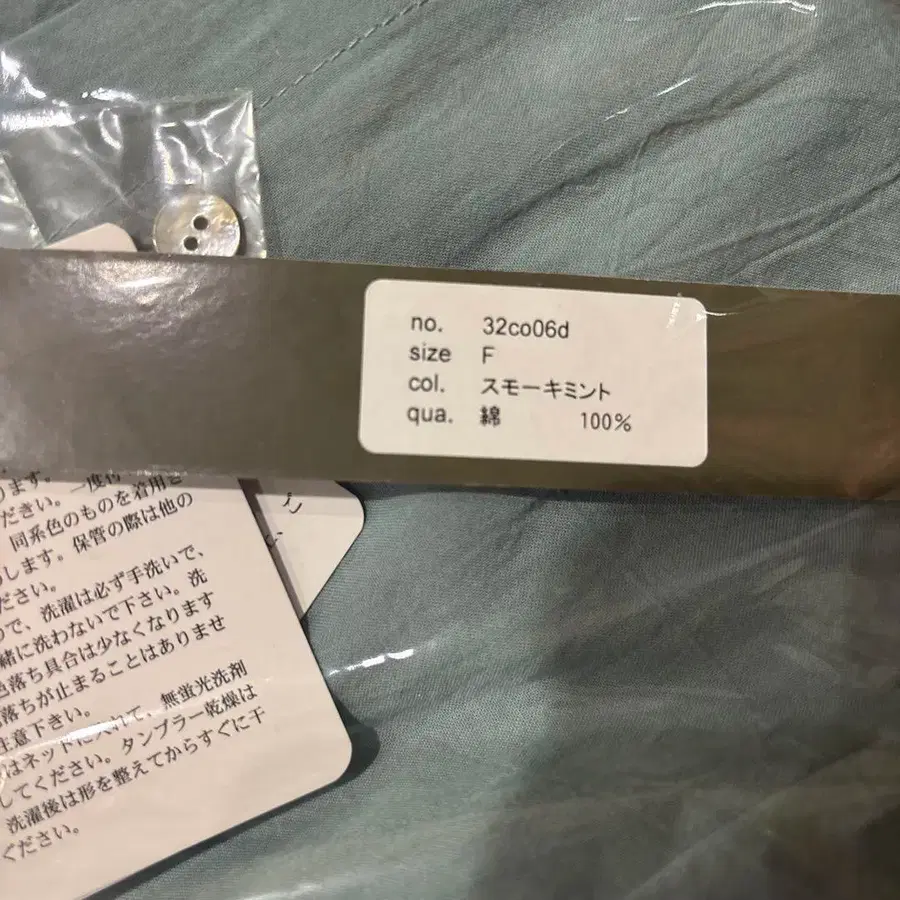 no. 32co06d
size F
col. スモーキミント
qua. 綿 100%
ります。
ださい。一度
同系色のものを着用
します。保管の際は他の
ださい。
で、洗濯は必ず手洗いで、
緒に洗わないで下さい。洗
色落ち具合は少なくなります
落ちが止まることはありませ
注意下さい。
はネットに入れて、無蛍光洗剤
してください。タンブラー乾燥は
洗濯後は形を整えてからすぐに干
ください。